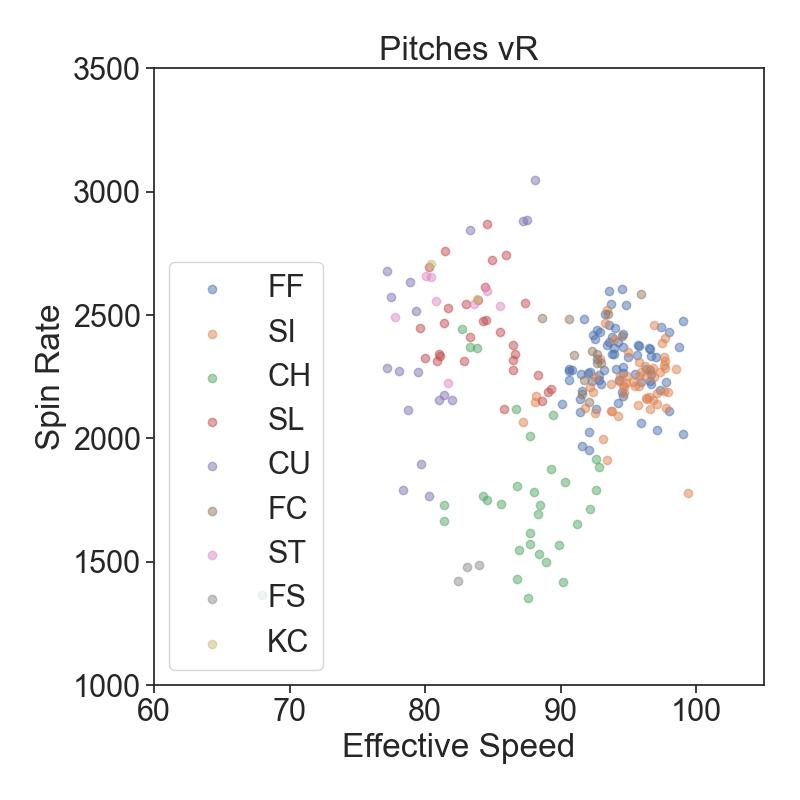 Pitches vR
3500
3000
2500
2000
1500
1000
Spin Rate
FF
SI
CH
SL
CU
FC
ST
FS
KC
60
70
80
90
100
Effective Speed